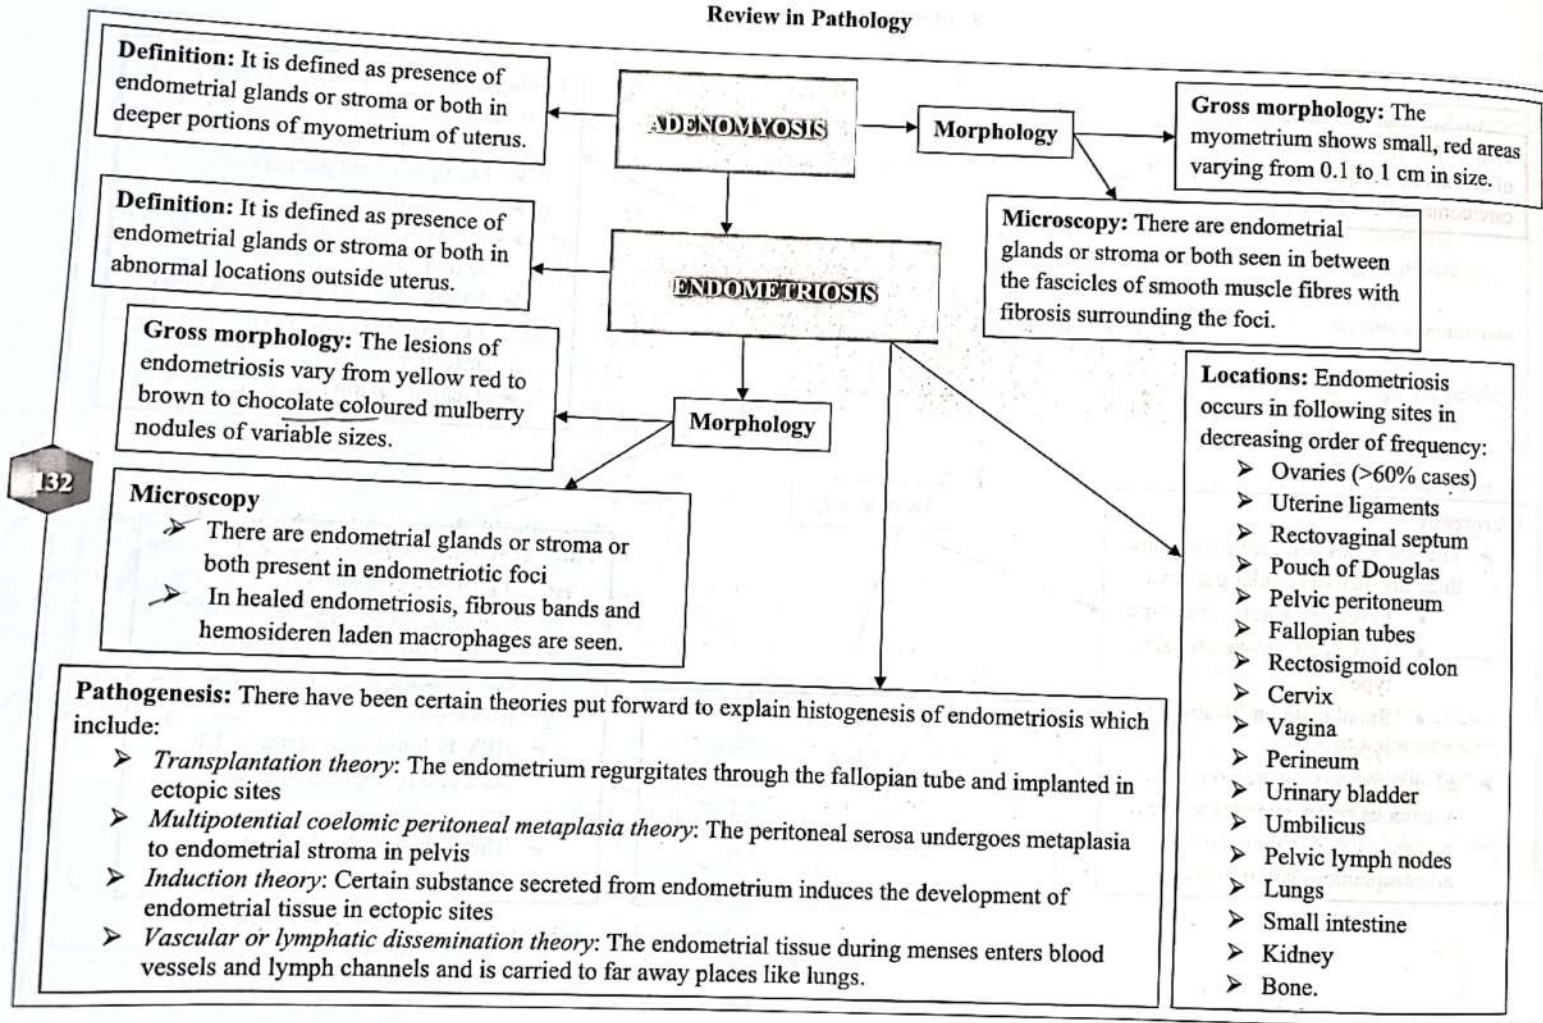 Review in Pathology
Definition: It is defined as presence of
endometrial glands or stroma or both in
deeper portions of myometrium of uterus.
ADENOMYOSIS
Morphology
Gross morphology: The
myometrium shows small, red areas
varying from 0.1 to 1 cm in size.
Microscopy: There are endometrial
glands or stroma or both seen in between
the fascicles of smooth muscle fibres with
fibrosis surrounding the foci.
Definition: It is defined as presence of
endometrial glands or stroma or both in
abnormal locations outside uterus.
ENDOMETRIOSIS
Gross morphology: The lesions of
endometriosis vary from yellow red to
brown to chocolate coloured mulberry
nodules of variable sizes.
Morphology
132
Microscopy
➢ There are endometrial glands or stroma or
both present in endometriotic foci
➢ In healed endometriosis, fibrous bands and
hemosideren laden macrophages are seen.
Locations: Endometriosis
occurs in following sites in
decreasing order of frequency:
➢ Ovaries (>60% cases)
➢ Uterine ligaments
➢ Rectovaginal septum
➢ Pouch of Douglas
➢ Pelvic peritoneum
➢ Fallopian tubes
➢ Rectosigmoid colon
➢ Cervix
➢ Vagina
➢ Perineum
➢ Urinary bladder
➢ Umbilicus
➢ Pelvic lymph nodes
➢ Lungs
➢ Small intestine
➢ Kidney
➢ Bone.
Pathogenesis: There have been certain theories put forward to explain histogenesis of endometriosis which
include:
➢ Transplantation theory: The endometrium regurgitates through the fallopian tube and implanted in
ectopic sites
➢ Multipotential coelomic peritoneal metaplasia theory: The peritoneal serosa undergoes metaplasia
to endometrial stroma in pelvis
➢ Induction theory: Certain substance secreted from endometrium induces the development of
endometrial tissue in ectopic sites
➢ Vascular or lymphatic dissemination theory: The endometrial tissue during menses enters blood
vessels and lymph channels and is carried to far away places like lungs.